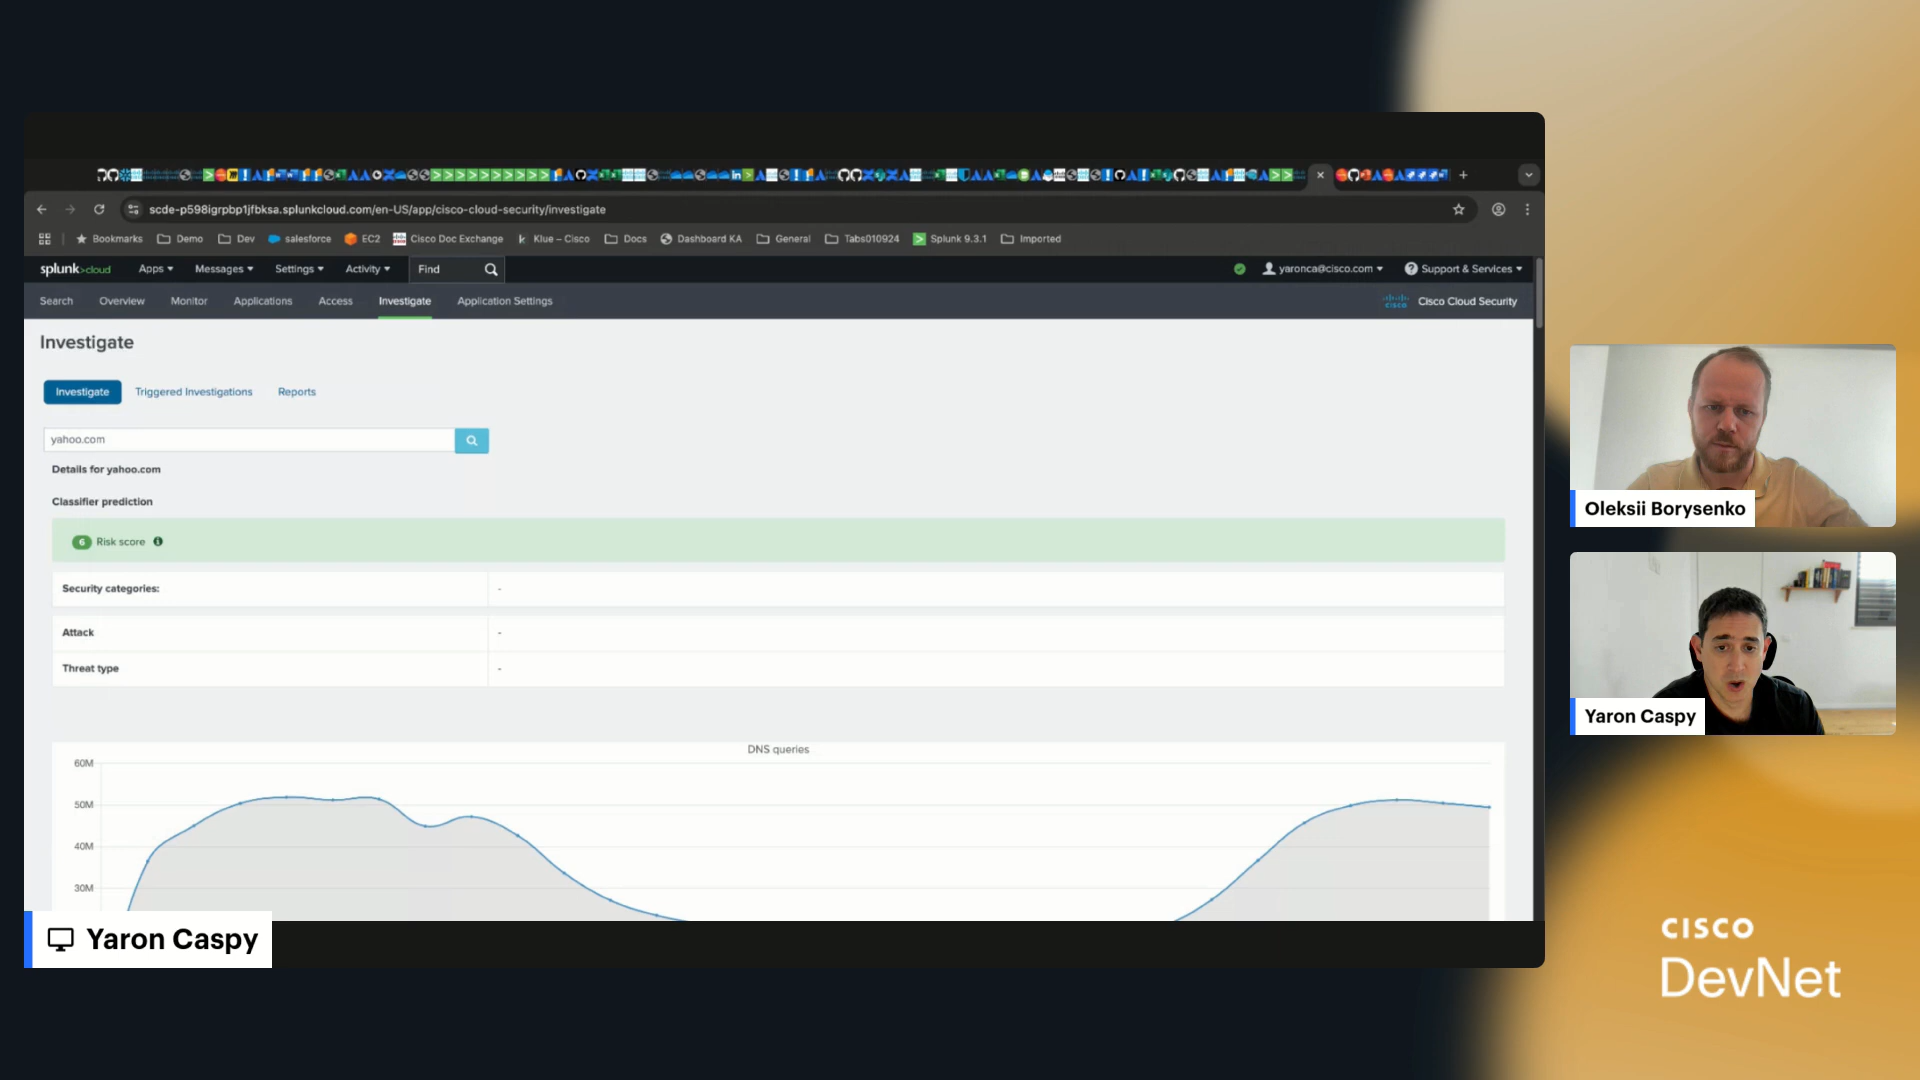 scde-p598igrpbp1jfbksa.splunkcloud.com/en-US/app/cisco-cloud-security/investigate
Bookmarks Demo Dev salesforce EC2 Cisco Doc Exchange Klue – Cisco Docs Dashboard KA General Tabs010924 Splunk 9.3.1 Imported
splunk>cloud Apps Messages Settings Activity Find yaronca@cisco.com Support & Services
Search Overview Monitor Applications Access Investigate Application Settings CISCO Cisco Cloud Security
Investigate
Investigate Triggered Investigations Reports
yahoo.com
Details for yahoo.com
Classifier prediction
6 Risk score
Security categories: -
Attack -
Threat type -
DNS queries
60M
50M
40M
30M
Yaron Caspy
Oleksii Borysenko
Yaron Caspy
CISCO
DevNet